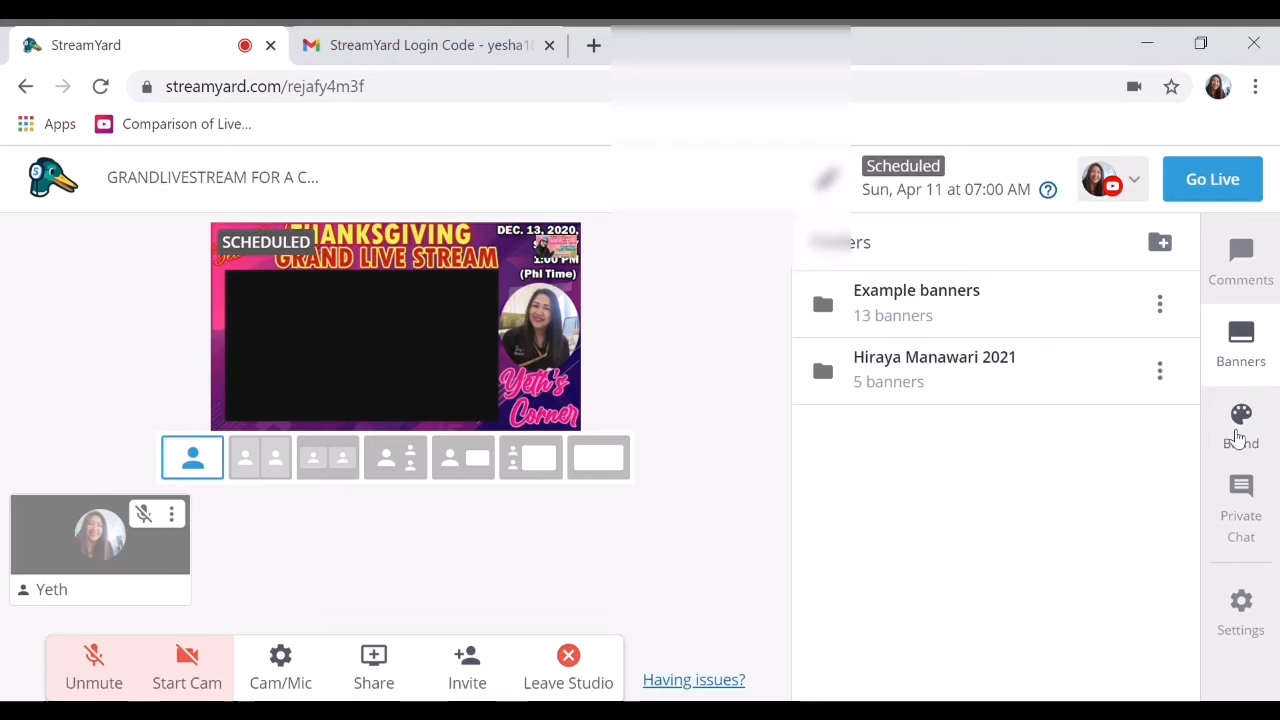 StreamYard
StreamYard Login Code - yesha1
streamyard.com/rejafy4m3f
Apps
Comparison of Live...
GRANDLIVESTREAM FOR A C...
Scheduled
Sun, Apr 11 at 07:00 AM
Go Live
SCHEDULED
THANKSGIVING
GRAND LIVE STREAM
DEC. 13, 2020,
1:00 PM
(Phl Time)
Yeth's
Corner
Example banners
13 banners
Hiraya Manawari 2021
5 banners
Comments
Banners
Brand
Private
Chat
Settings
Yeth
Unmute
Start Cam
Cam/Mic
Share
Invite
Leave Studio
Having issues?